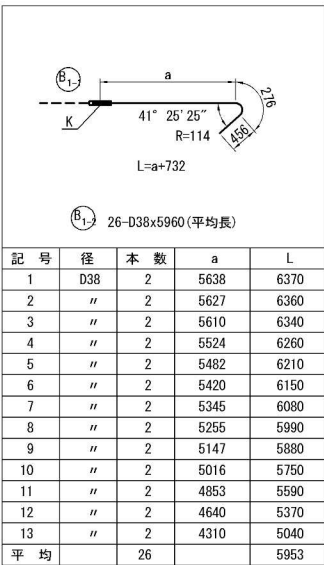 B1-1
a
276
K
41° 25′25″
R=114
456
L=a+732
B1-2 26-D38x5960(平均長)
記 号 径 本 数 a L
1 D38 2 5638 6370
2 〃 2 5627 6360
3 〃 2 5610 6340
4 〃 2 5524 6260
5 〃 2 5482 6210
6 〃 2 5420 6150
7 〃 2 5345 6080
8 〃 2 5255 5990
9 〃 2 5147 5880
10 〃 2 5016 5750
11 〃 2 4853 5590
12 〃 2 4640 5370
13 〃 2 4310 5040
平 均 26 5953